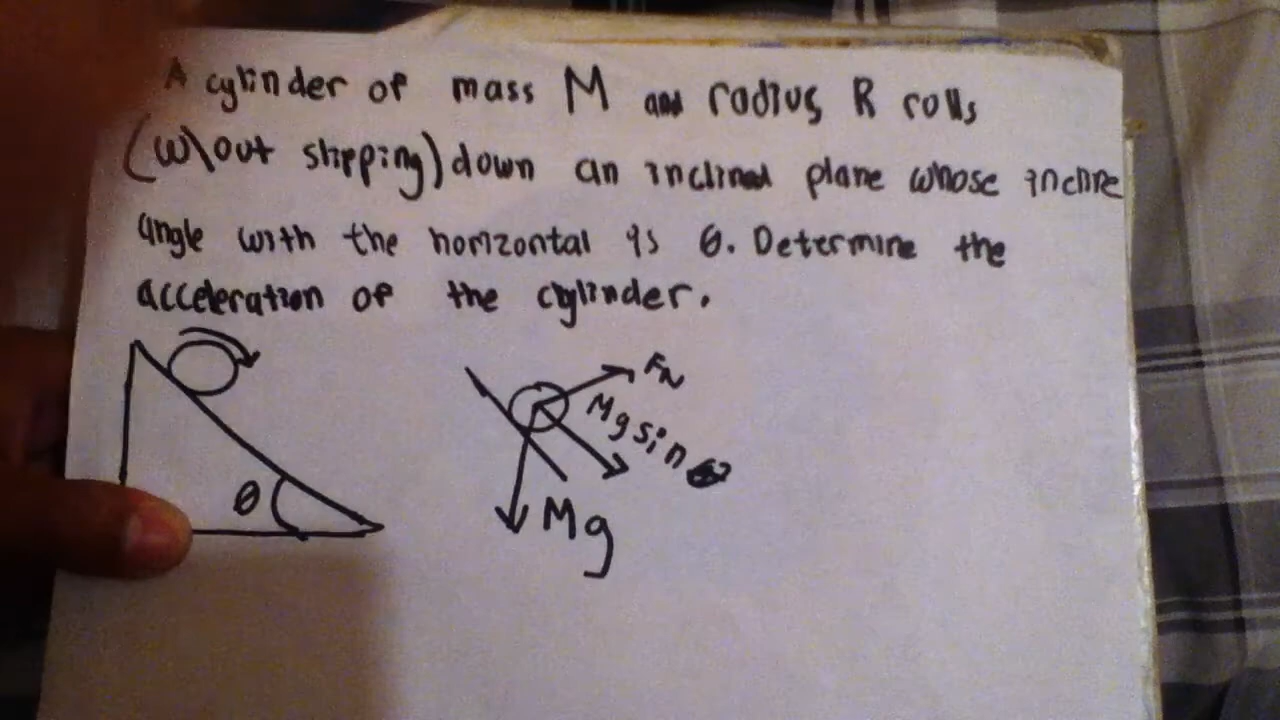 A cylinder of mass M and radius R rolls
(w\out slipping) down an inclined plane whose incline
angle with the horizontal is θ. Determine the
acceleration of the cylinder.
θ
FN
Mg sin θ
Mg